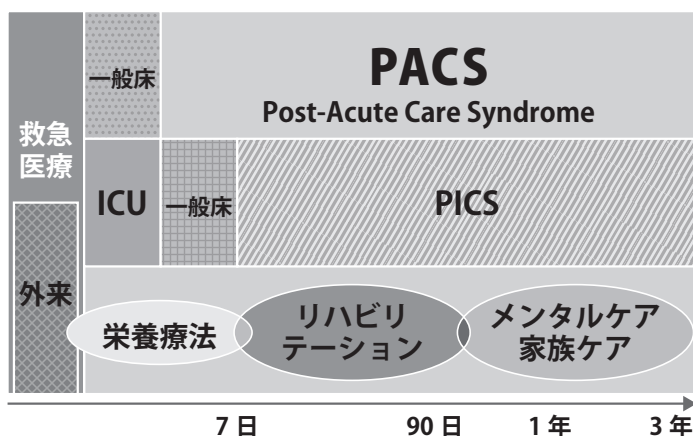 救急
医療
外来
一般床
PACS
Post-Acute Care Syndrome
ICU
一般床
PICS
栄養療法
リハビリ
テーション
メンタルケア
家族ケア
7 日
90 日
1 年
3 年